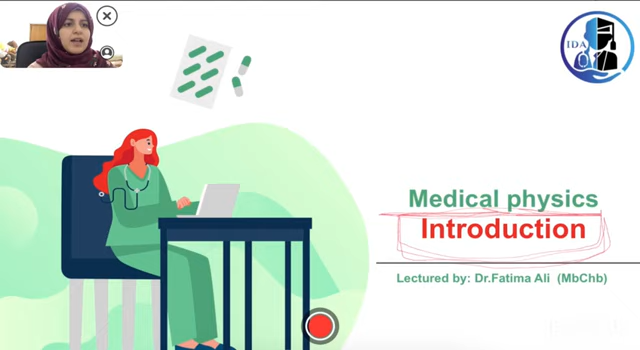 IDA
Medical physics
Introduction
Lectured by: Dr.Fatima Ali (MbChb)